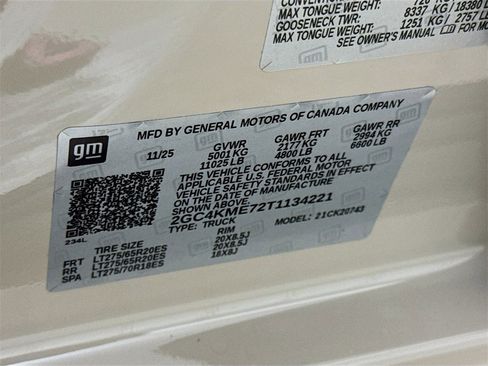 CONVENTIONAL
MAX TONGUE WEIGHT: 8337 KG / 18380 LB
GOOSENECK TWR:
MAX TONGUE WEIGHT: 1251 KG / 2757 LB
SEE OWNER'S MANUAL FOR MO
gm
MFD BY GENERAL MOTORS OF CANADA COMPANY
11/25 GVWR GAWR FRT GAWR RR
5001 KG 2177 KG 2994 KG
11025 LB 4800 LB 6600 LB
THIS VEHICLE CONFORMS TO ALL
APPLICABLE U.S. FEDERAL MOTOR
VEHICLE SAFETY STANDARDS IN EFFECT
ON THE DATE OF MANUFACTURE
2GC4KME72T1134221
TYPE: TRUCK MODEL: 21CK20743
234L
TIRE SIZE RIM
FRT LT275/65R20ES 20X8.5J
RR LT275/65R20ES 20X8.5J
SPA LT275/70R18ES 18X8J